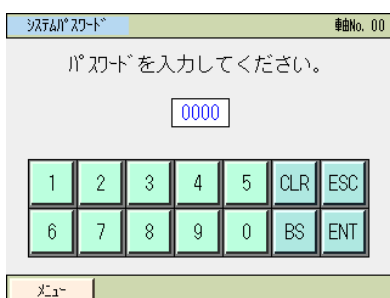 ｼｽﾃﾑﾊﾟｽﾜｰﾄﾞ 軸No. 00
ﾊﾟｽﾜｰﾄﾞを入力してください。
0000
1 2 3 4 5 CLR ESC
6 7 8 9 0 BS ENT
ﾒﾆｭｰ